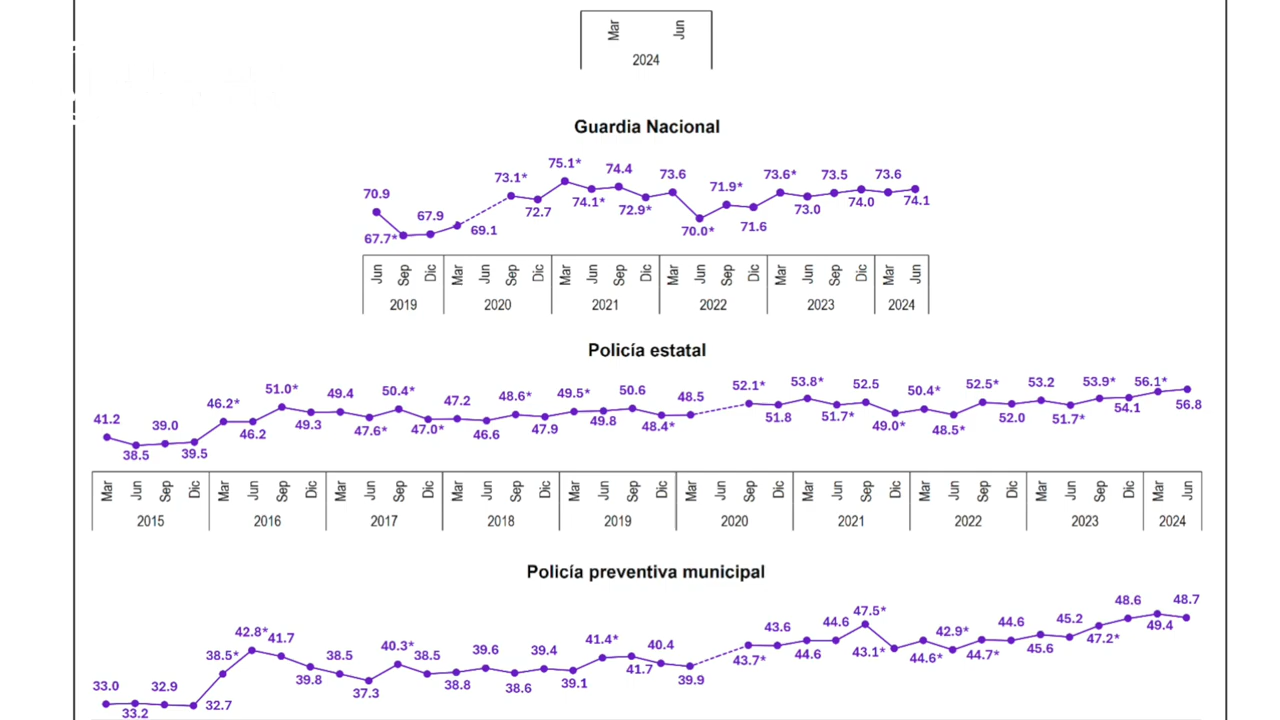 Mar Jun
2024
Guardia Nacional
75.1* 74.4
73.1* 73.6 73.6* 73.5 73.6
70.9 71.9*
67.9 74.1* 72.9* 73.0 74.0 74.1
67.7* 69.1 72.7 70.0* 71.6
Jun Sep Dic Mar Jun Sep Dic Mar Jun Sep Dic Mar Jun Sep Dic Mar Jun Sep Dic Mar Jun
2019 2020 2021 2022 2023 2024
Policía estatal
41.2 39.0 46.2* 51.0* 49.4 50.4* 47.2 48.6* 49.5* 50.6 48.5 52.1* 53.8* 52.5 50.4* 52.5* 53.2 53.9* 56.1*
38.5 39.5 46.2 49.3 47.6* 47.0* 46.6 47.9 49.8 48.4* 51.8 51.7* 49.0* 48.5* 52.0 51.7* 54.1 56.8
Mar Jun Sep Dic Mar Jun Sep Dic Mar Jun Sep Dic Mar Jun Sep Dic Mar Jun Sep Dic Mar Jun Sep Dic Mar Jun Sep Dic Mar Jun Sep Dic Mar Jun Sep Dic Mar Jun
2015 2016 2017 2018 2019 2020 2021 2022 2023 2024
Policía preventiva municipal
33.0 32.9 38.5* 42.8* 41.7 38.5 40.3* 38.5 39.6 39.4 41.4* 40.4 43.6 44.6 47.5* 42.9* 44.6 45.2 48.6 48.7
33.2 32.7 39.8 37.3 38.8 38.6 39.1 41.7 39.9 43.7* 44.6 43.1* 44.6* 44.7* 45.6 47.2* 49.4